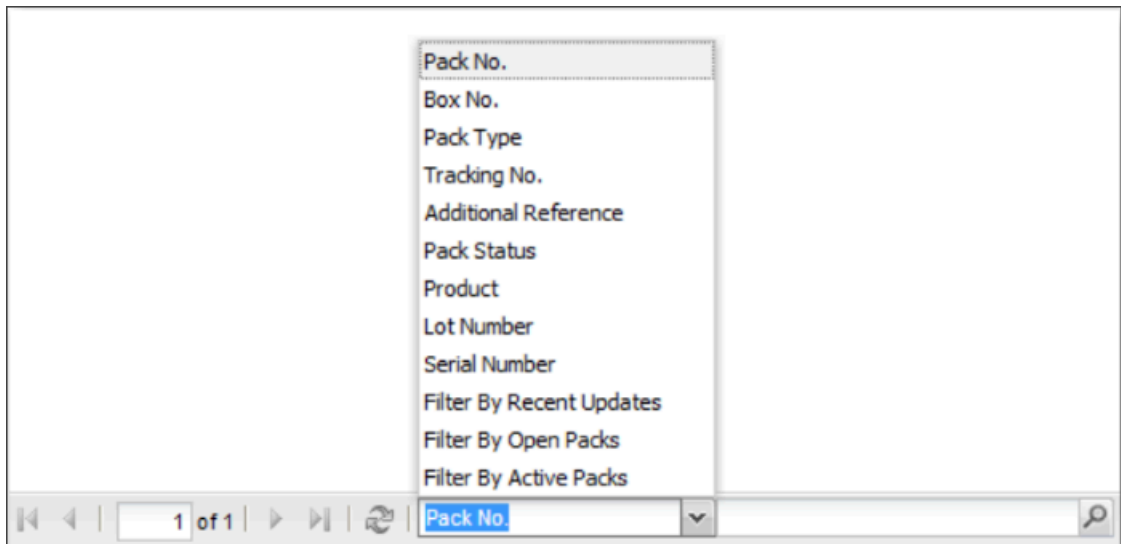 Pack No.
Box No.
Pack Type
Tracking No.
Additional Reference
Pack Status
Product
Lot Number
Serial Number
Filter By Recent Updates
Filter By Open Packs
Filter By Active Packs
1 of 1 Pack No.